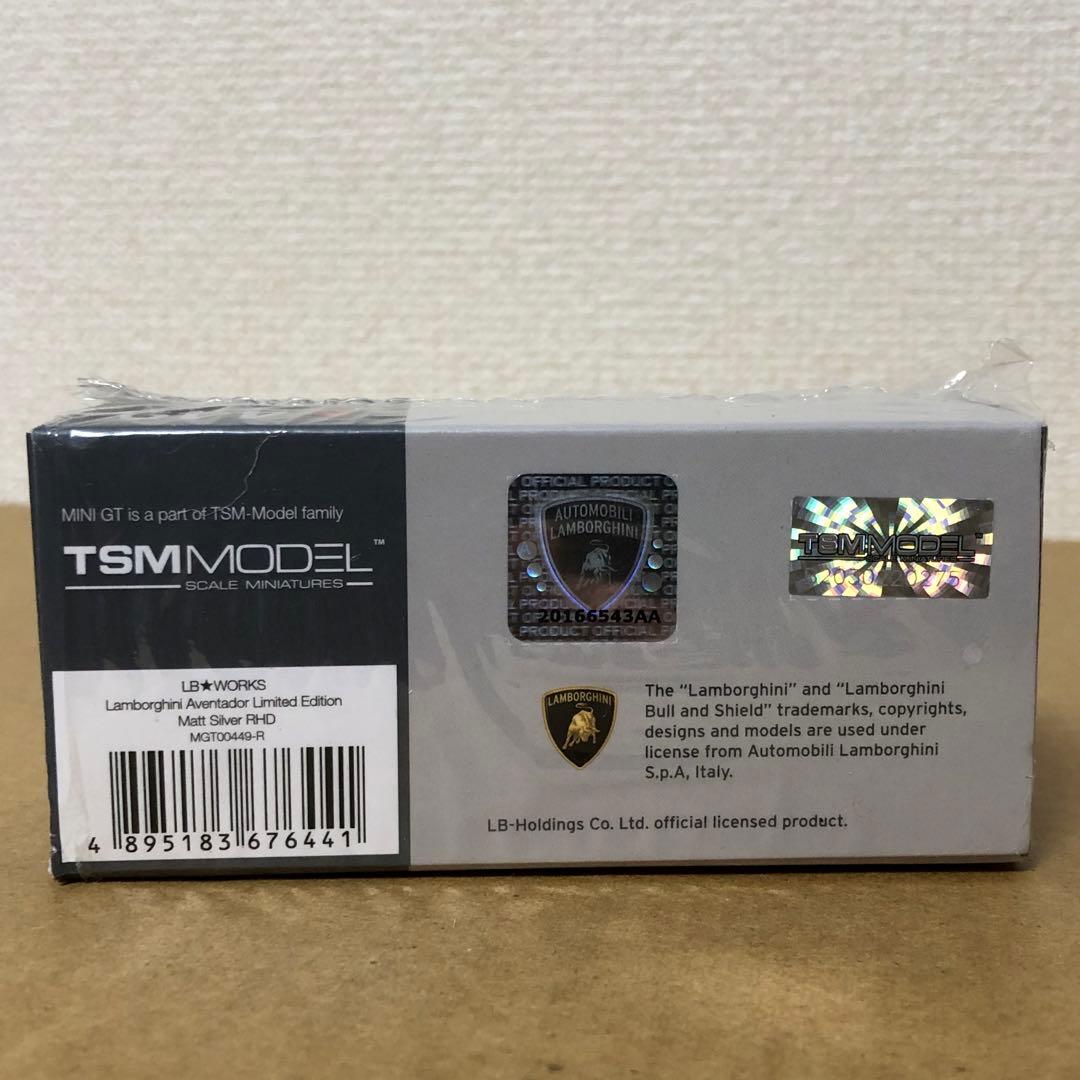 MINI GT is a part of TSM-Model family
TSMMODEL™
SCALE MINIATURES
LB★WORKS
Lamborghini Aventador Limited Edition
Matt Silver RHD
MGT00449-R
4 895183 676441
OFFICIAL PRODUCT
AUTOMOBILI
LAMBORGHINI
20166543AA
PRODUCT OFFICIAL
TSMMODEL
LAMBORGHINI
The "Lamborghini" and "Lamborghini
Bull and Shield" trademarks, copyrights,
designs and models are used under
license from Automobili Lamborghini
S.p.A, Italy.
LB-Holdings Co. Ltd. official licensed product.